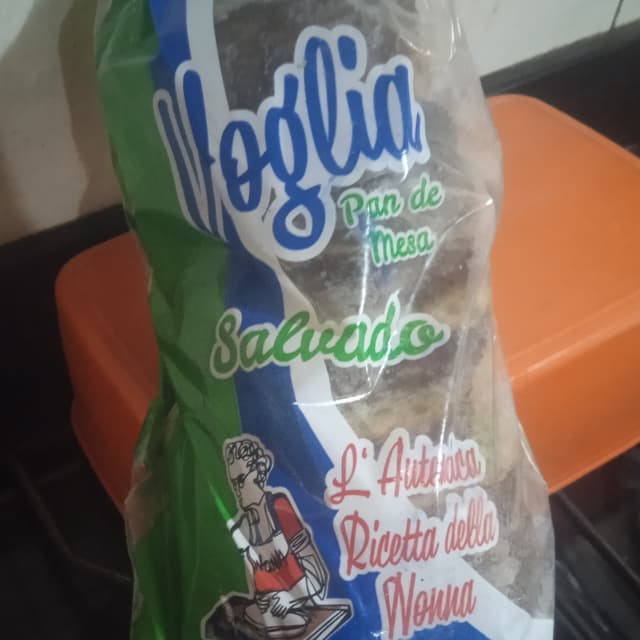 Voglia
Pan de
Mesa
Salvado
L' Autentica
Ricetta della
Nonna